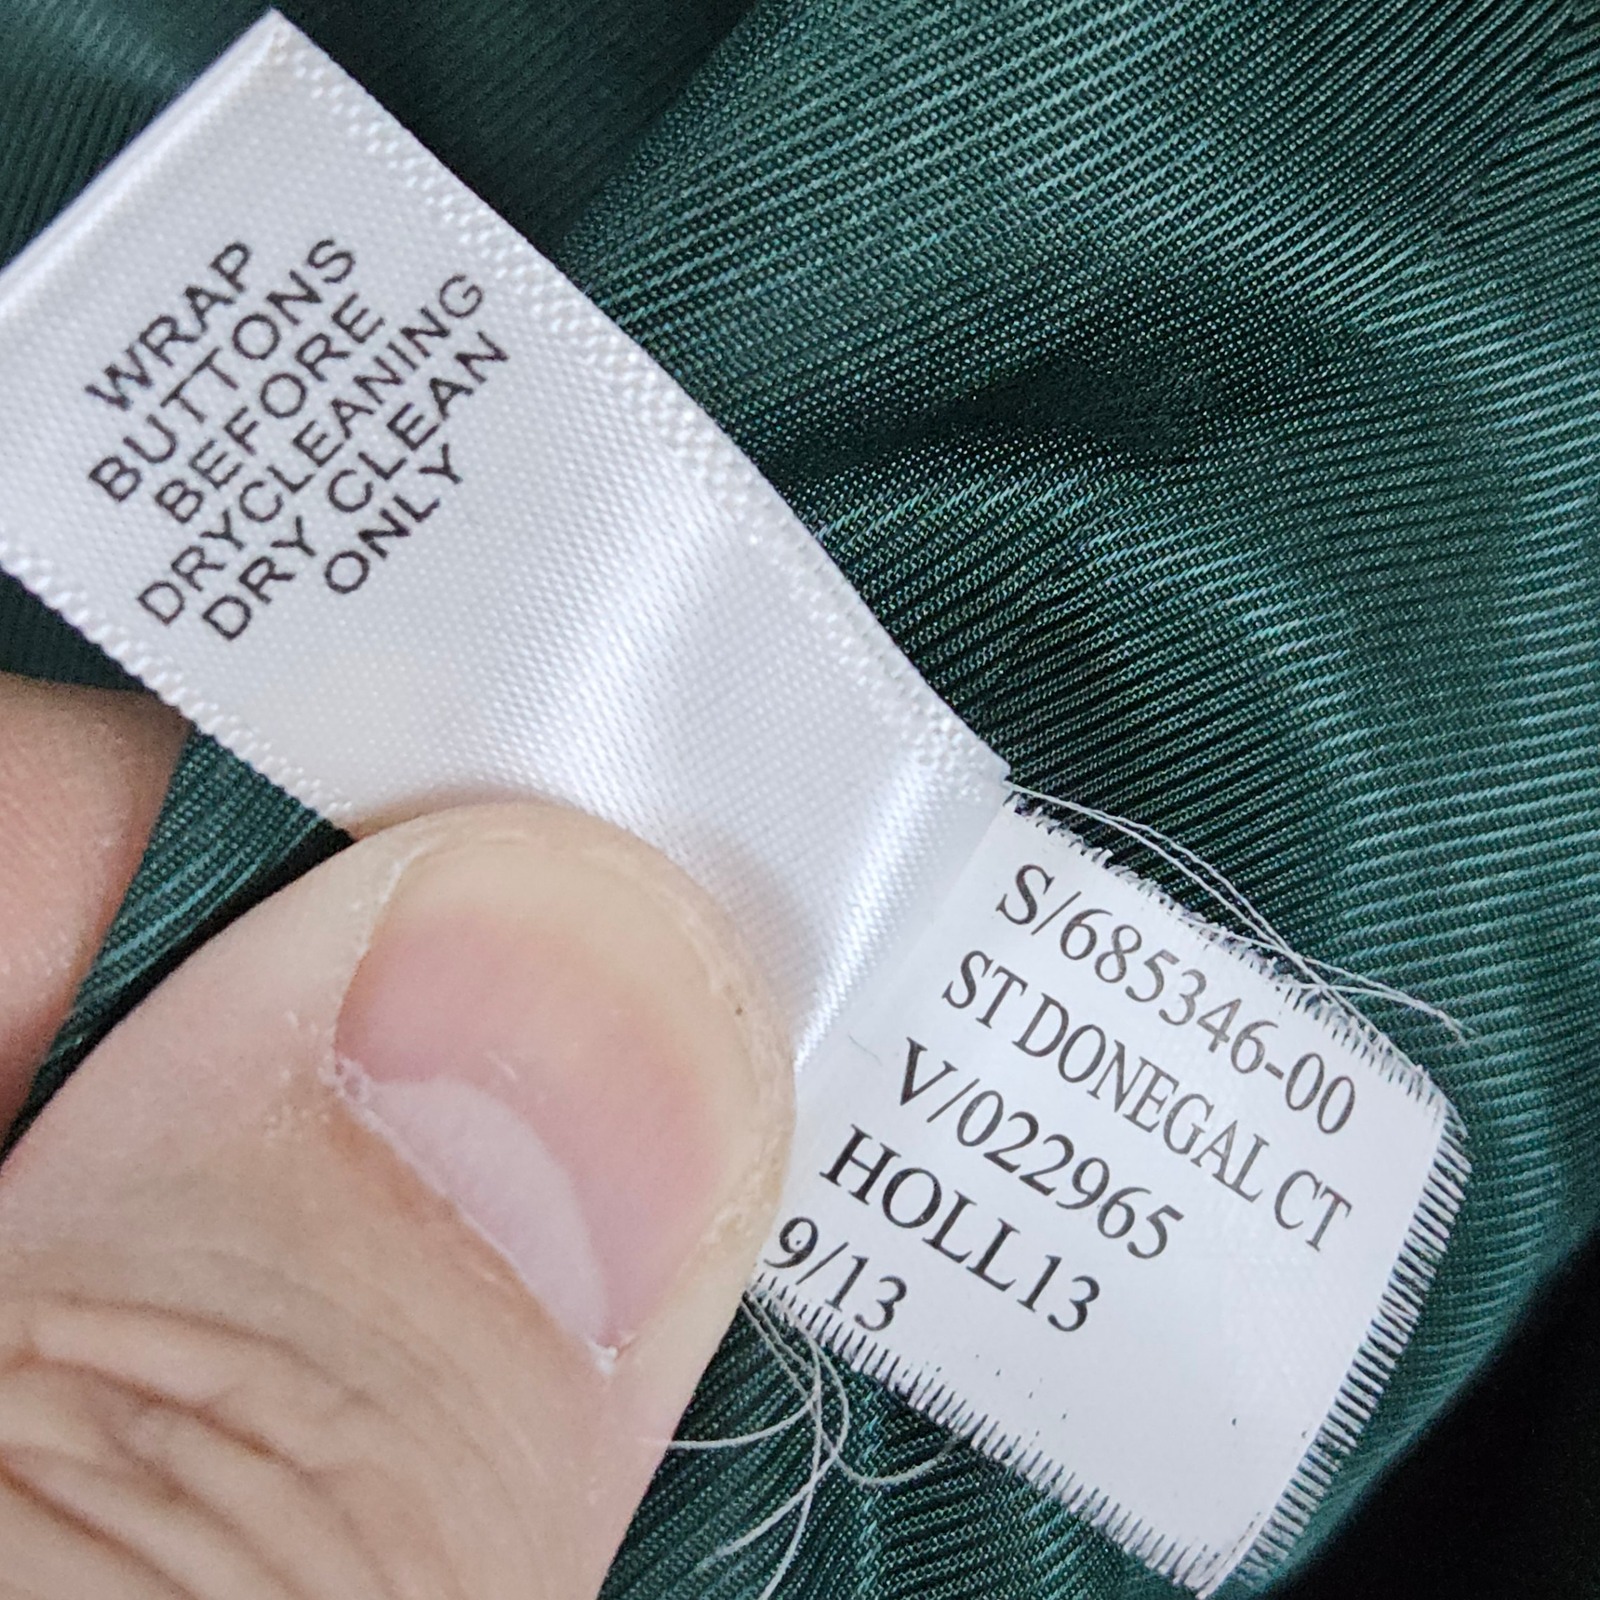 WRAP
BUTTONS
BEFORE
DRYCLEANING
DRY CLEAN
ONLY
S/685346-00
ST DONEGAL CT
V/022965
HOLL13
9/13